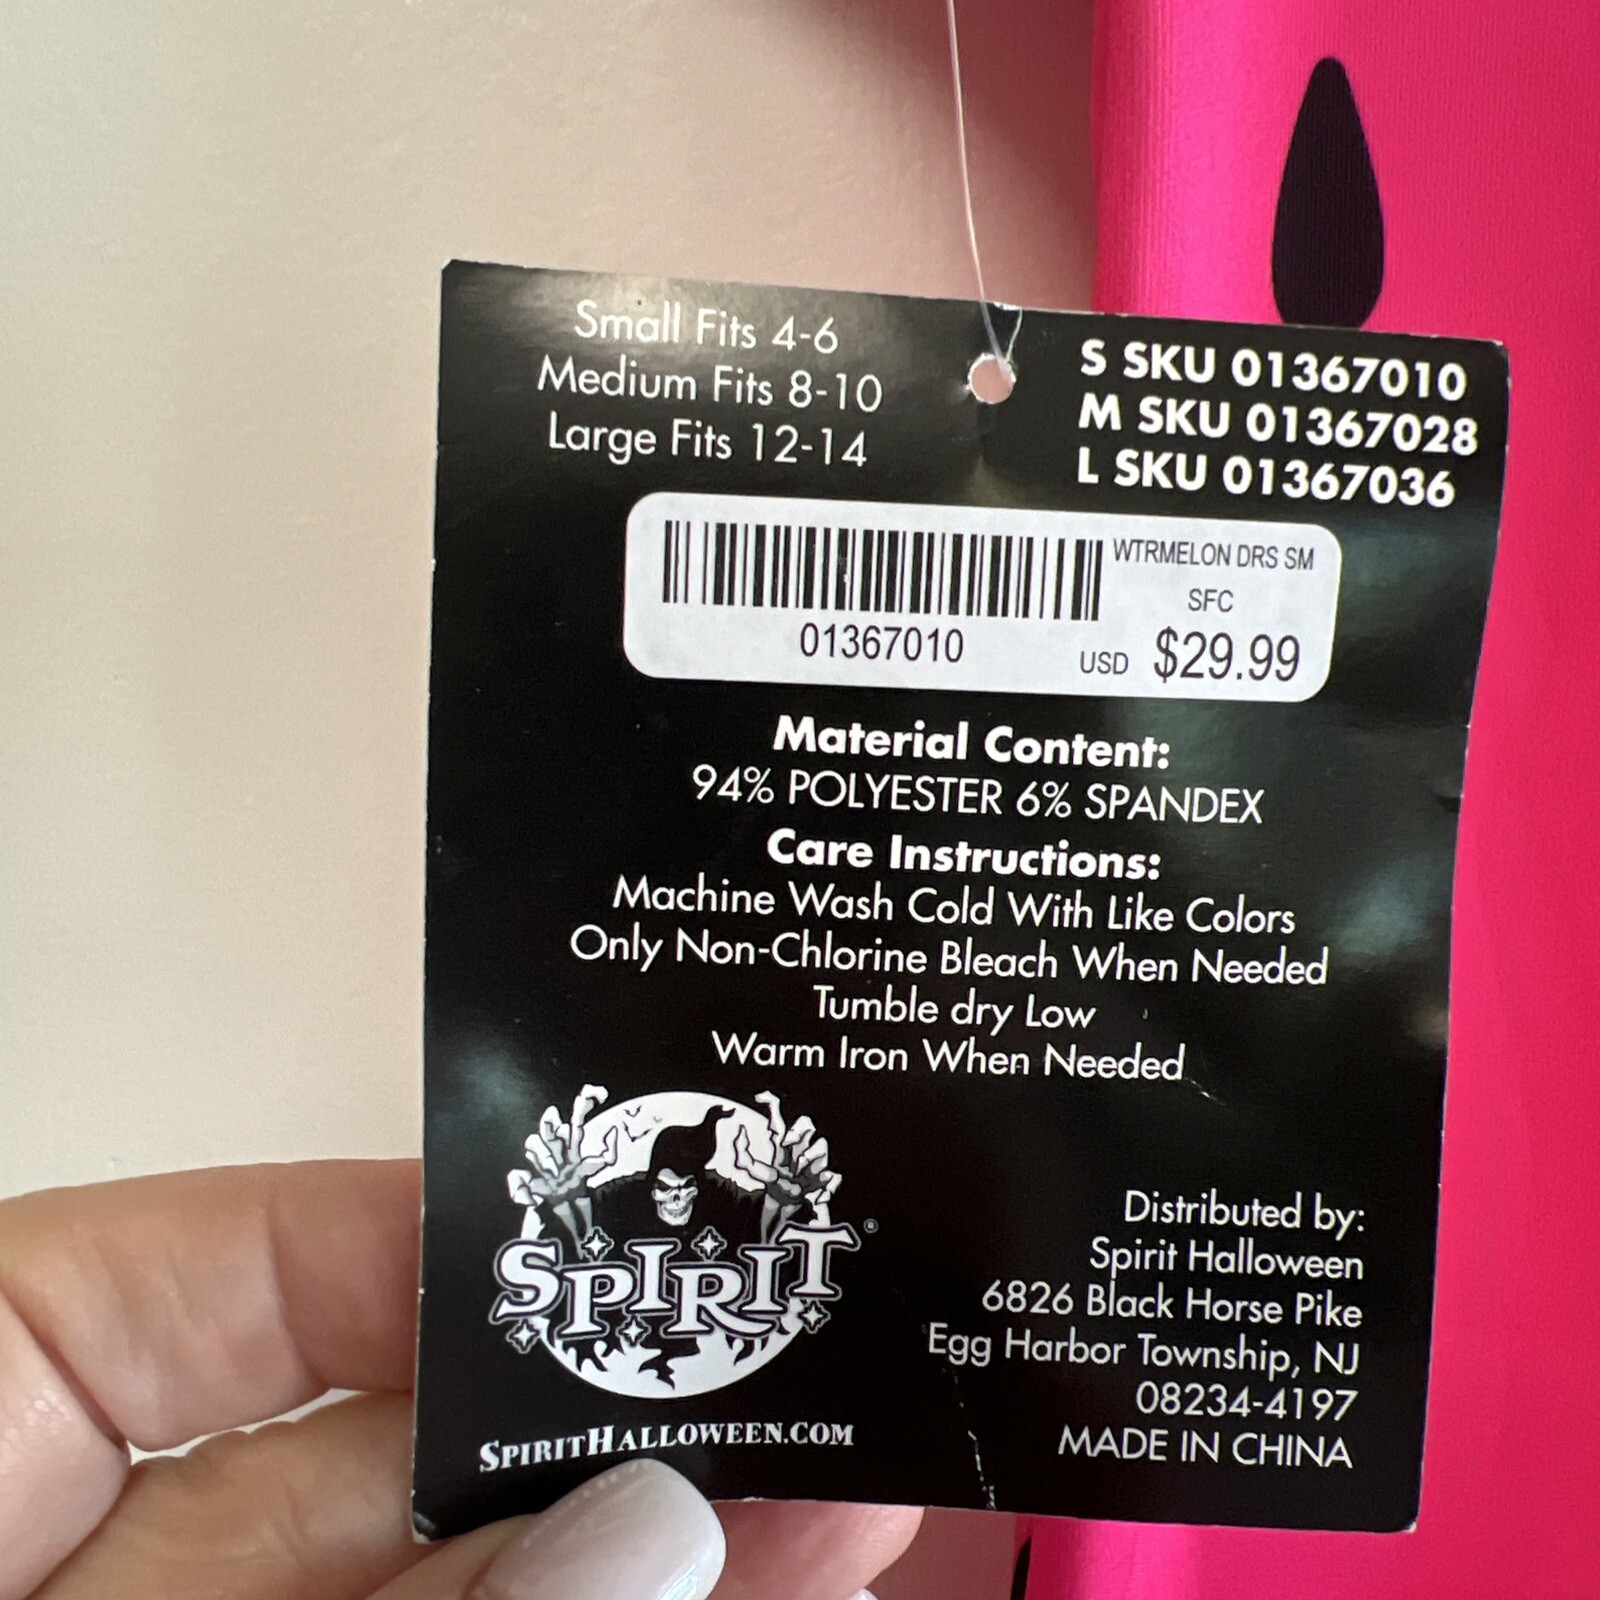 Small Fits 4-6
Medium Fits 8-10
Large Fits 12-14
S SKU 01367010
M SKU 01367028
L SKU 01367036
WTRMELON DRS SM
SFC
01367010
USD $29.99
Material Content:
94% POLYESTER 6% SPANDEX
Care Instructions:
Machine Wash Cold With Like Colors
Only Non-Chlorine Bleach When Needed
Tumble dry Low
Warm Iron When Needed
SPIRIT®
SPIRITHALLOWEEN.COM
Distributed by:
Spirit Halloween
6826 Black Horse Pike
Egg Harbor Township, NJ
08234-4197
MADE IN CHINA